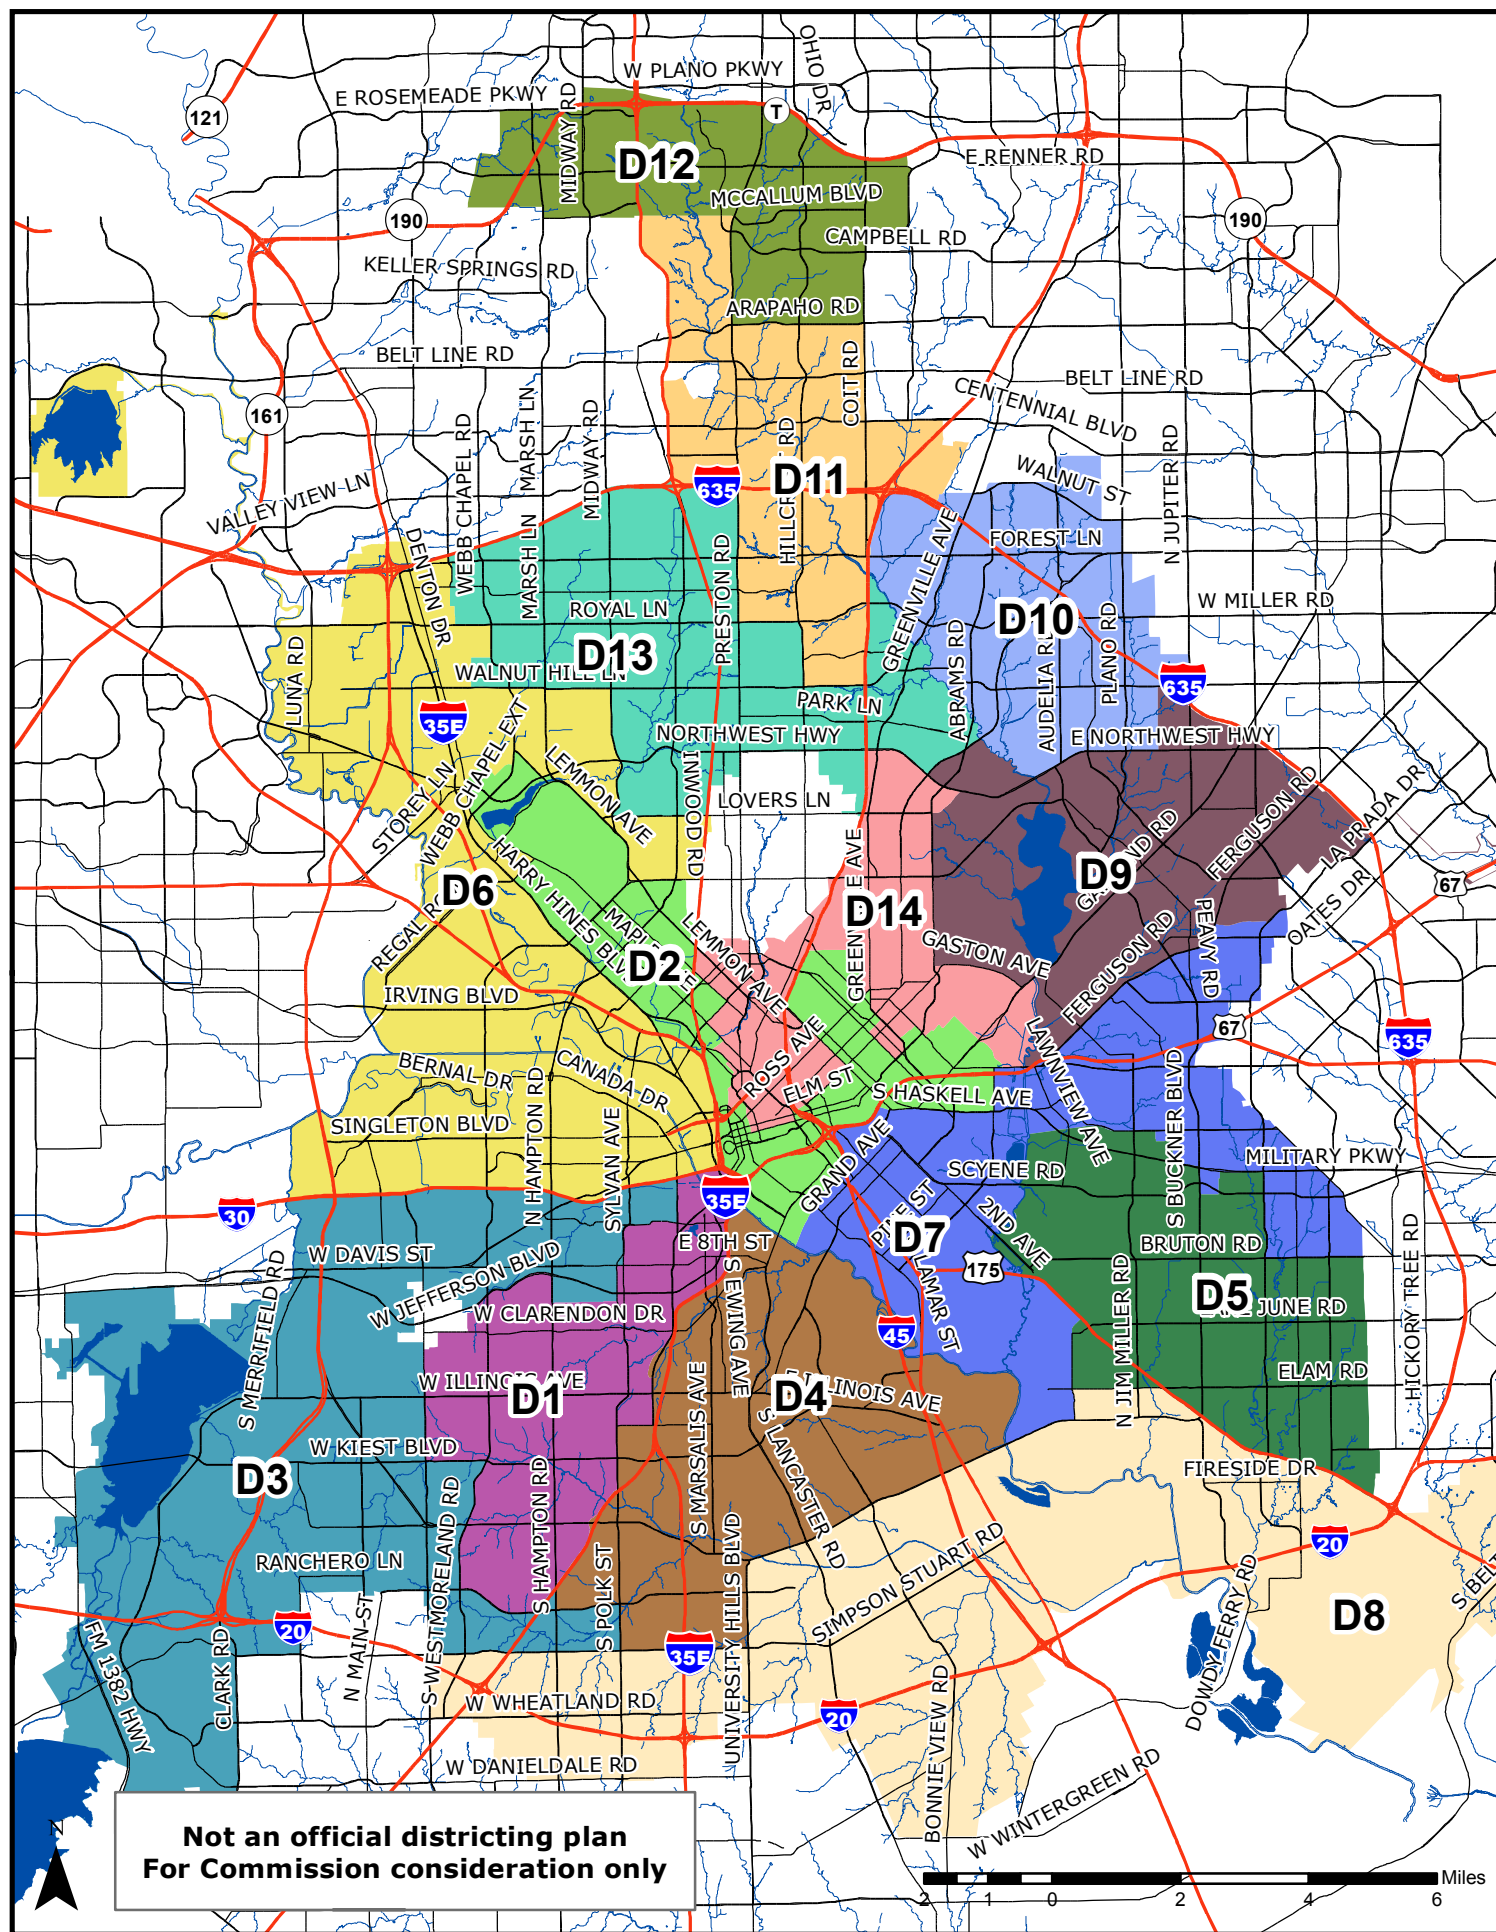 W PLANO PKWY
OHIO DR
E ROSEMEADE PKWY
MIDWAY RD
121
T
D12
E RENNER RD
MCCALLUM BLVD
190
190
CAMPBELL RD
KELLER SPRINGS RD
ARAPAHO RD
BELT LINE RD
COIT RD
BELT LINE RD
161
CENTENNIAL BLVD
WEBB CHAPEL RD
MARSH LN
MIDWAY RD
N JUPITER RD
WALNUT ST
635
D11
VALLEY VIEW LN
DENTON DR
MARSH LN
PRESTON RD
GREENVILLE AVE
FOREST LN
ROYAL LN
W MILLER RD
D10
PLANO RD
D13
LUNA RD
WALNUT HILL LN
ABRAMS RD
635
35E
PARK LN
NORTHWEST HWY
E NORTHWEST HWY
WEBB CHAPEL EXT
LEMMON AVE
INWOOD RD
STOREY LN
LOVERS LN
FERGUSON RD
LA PRADA DR
HARRY HINES BLVD
D9
67
D6
D14
OATES DR
PEAVY RD
LEMMON AVE
GASTON AVE
D2
FERGUSON RD
IRVING BLVD
67
635
ROSS AVE
LAWNVIEW AVE
BERNAL DR
CANADA DR
ELM ST
S HASKELL AVE
N HAMPTON RD
SINGLETON BLVD
SYLVAN AVE
S BUCKNER BLVD
GRAND AVE
MILITARY PKWY
SCYENE RD
35E
30
2ND AVE
D7
E 8TH ST
W DAVIS ST
BRUTON RD
W JEFFERSON BLVD
175
S MERRIFIELD RD
S EWING AVE
LAMAR ST
D5
W CLARENDON DR
45
HICKORY TREE RD
N JIM MILLER RD
ELAM RD
W ILLINOIS AVE
D1
D4
S MARSALIS AVE
S LANCASTER RD
W KIEST BLVD
D3
FIRESIDE DR
S HAMPTON RD
S WESTMORELAND RD
20
RANCHERO LN
SIMPSON STUART RD
S POLK ST
UNIVERSITY HILLS BLVD
DOWDY FERRY RD
N MAIN ST
D8
20
FM 1382 HWY
CLARK RD
35E
W WHEATLAND RD
20
BONNIE VIEW RD
W DANIELDALE RD
W WINTERGREEN RD
Not an official districting plan
For Commission consideration only
N
2 1 0 2 4 6
Miles